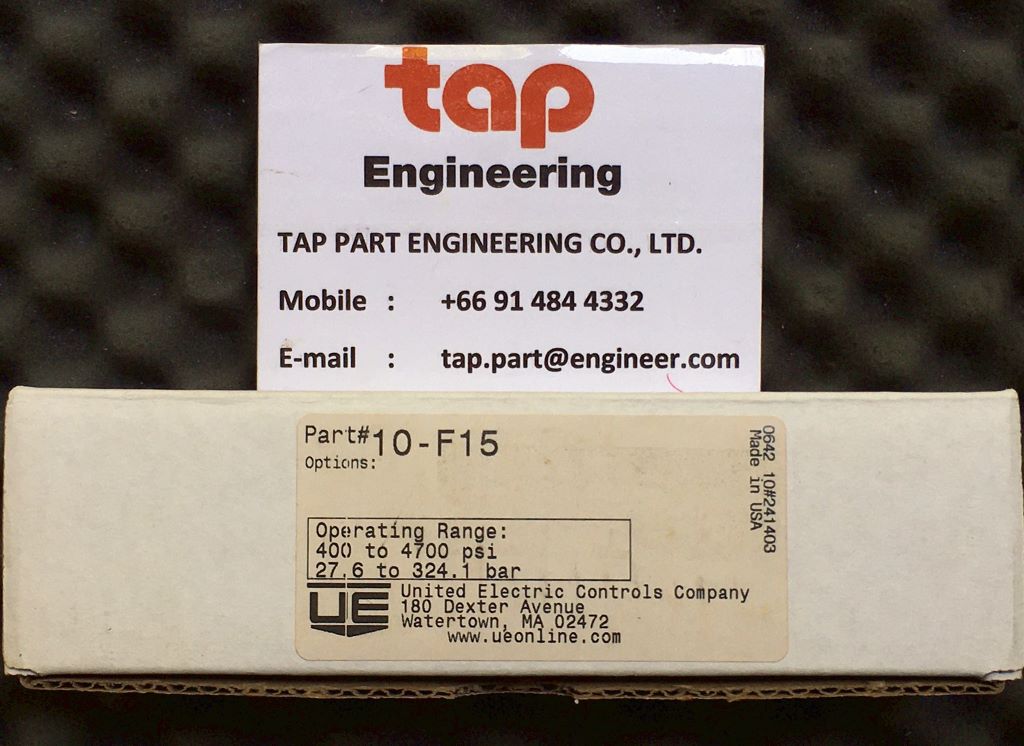 tap
Engineering
TAP PART ENGINEERING CO., LTD.
Mobile : +66 91 484 4332
E-mail : tap.part@engineer.com
Part#10-F15
Options:
0642 10#241403
Made in USA
Operating Range:
400 to 4700 psi
27.6 to 324.1 bar
UE
United Electric Controls Company
180 Dexter Avenue
Watertown, MA 02472
www.ueonline.com